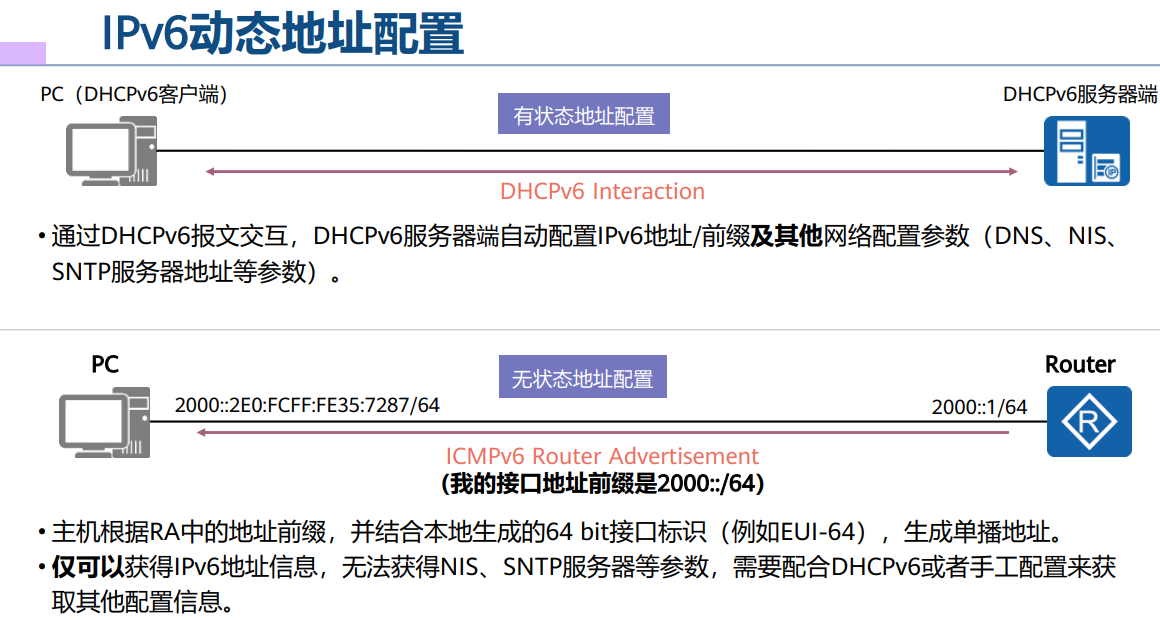 IPv6动态地址配置
PC（DHCPv6客户端）
DHCPv6服务器端
有状态地址配置
IP
DHCPv6 Interaction
• 通过DHCPv6报文交互，DHCPv6服务器端自动配置IPv6地址/前缀及其他网络配置参数（DNS、NIS、
SNTP服务器地址等参数）。
PC
Router
无状态地址配置
2000::2E0:FCFF:FE35:7287/64
2000::1/64
R
ICMPv6 Router Advertisement
(我的接口地址前缀是2000::/64)
• 主机根据RA中的地址前缀，并结合本地生成的64 bit接口标识（例如EUI-64），生成单播地址。
• 仅可以获得IPv6地址信息，无法获得NIS、SNTP服务器等参数，需要配合DHCPv6或者手工配置来获
取其他配置信息。